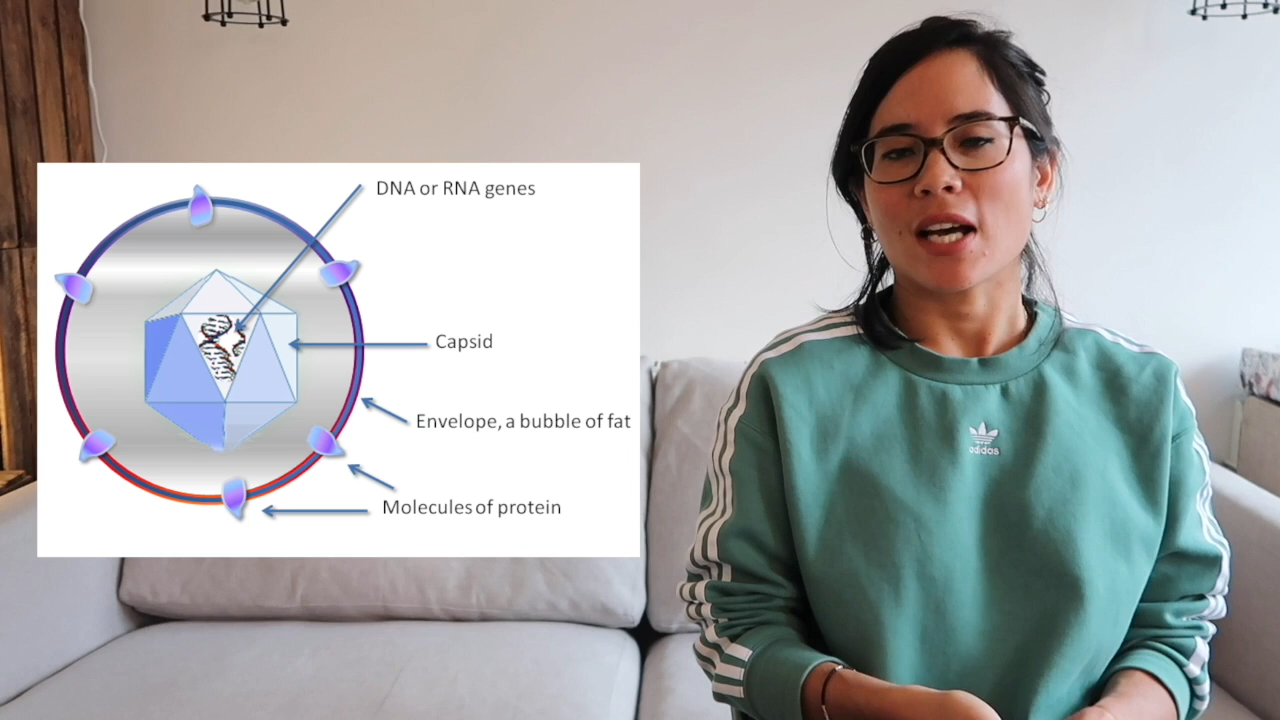 DNA or RNA genes
Capsid
Envelope, a bubble of fat
Molecules of protein
adidas